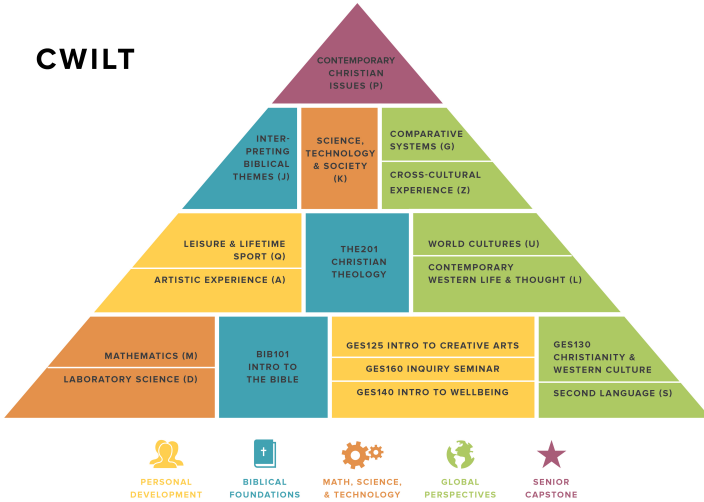 CWILT
CONTEMPORARY
CHRISTIAN
ISSUES (P)
INTER-
PRETING
BIBLICAL
THEMES (J)
SCIENCE,
TECHNOLOGY
& SOCIETY
(K)
COMPARATIVE
SYSTEMS (G)
CROSS-CULTURAL
EXPERIENCE (Z)
LEISURE & LIFETIME
SPORT (Q)
ARTISTIC EXPERIENCE (A)
THE201
CHRISTIAN
THEOLOGY
WORLD CULTURES (U)
CONTEMPORARY
WESTERN LIFE & THOUGHT (L)
MATHEMATICS (M)
LABORATORY SCIENCE (D)
BIB101
INTRO TO
THE BIBLE
GES125 INTRO TO CREATIVE ARTS
GES160 INQUIRY SEMINAR
GES140 INTRO TO WELLBEING
GES130
CHRISTIANITY &
WESTERN CULTURE
SECOND LANGUAGE (S)
PERSONAL
DEVELOPMENT
BIBLICAL
FOUNDATIONS
MATH, SCIENCE,
& TECHNOLOGY
GLOBAL
PERSPECTIVES
SENIOR
CAPSTONE